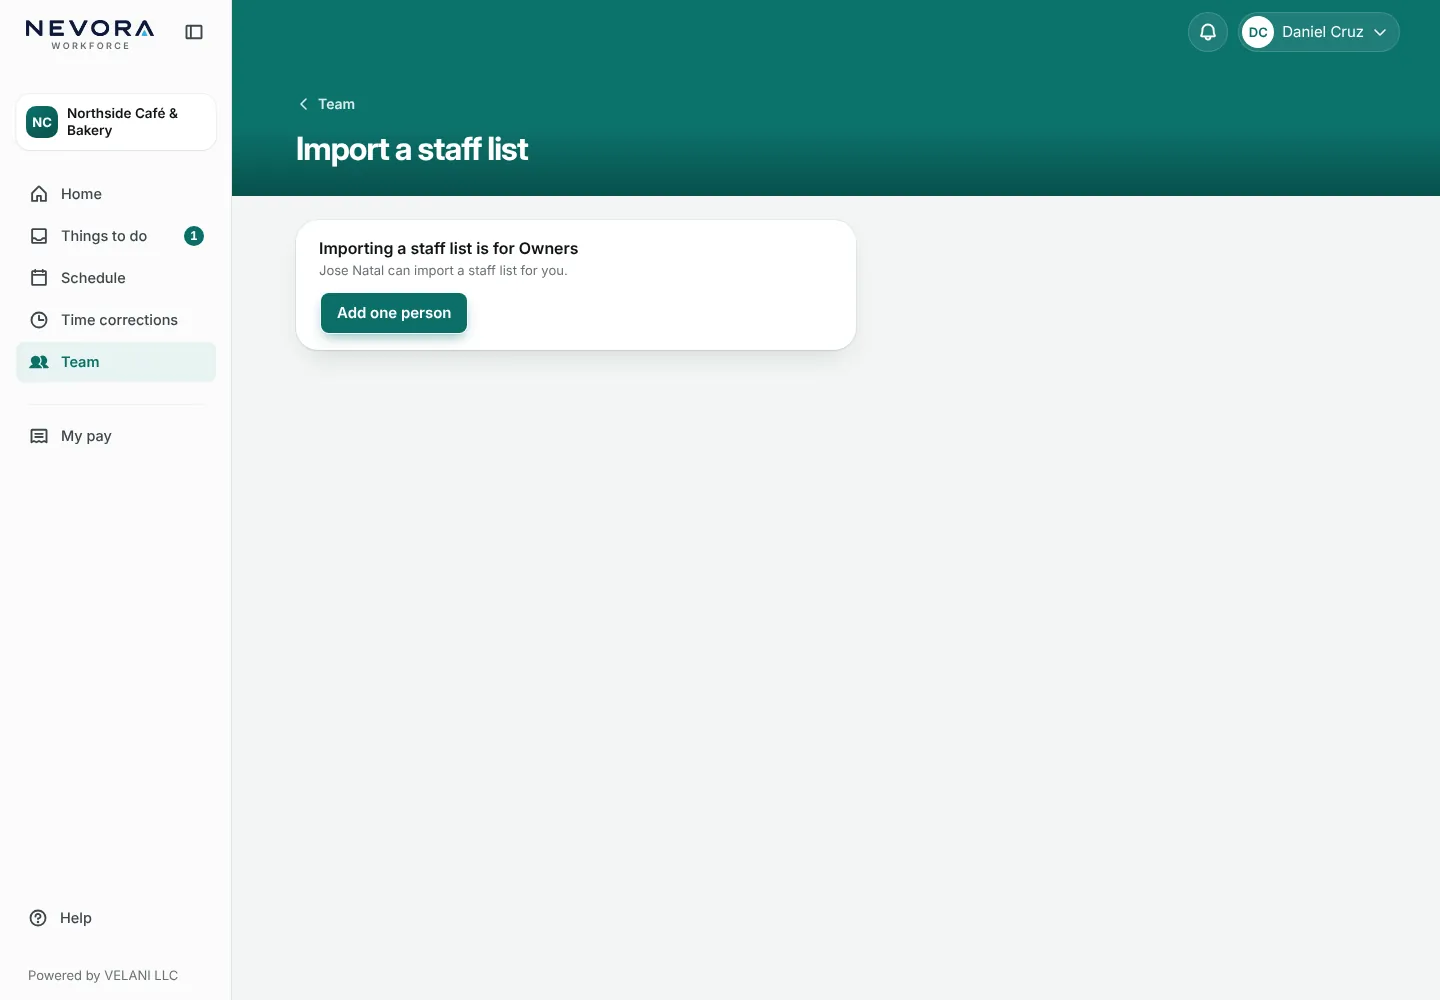 NEVORA
WORKFORCE
DC
Daniel Cruz
Team
Import a staff list
NC
Northside Café &
Bakery
Home
Things to do
1
Schedule
Time corrections
Team
My pay
Help
Powered by VELANI LLC
Importing a staff list is for Owners
Jose Natal can import a staff list for you.
Add one person